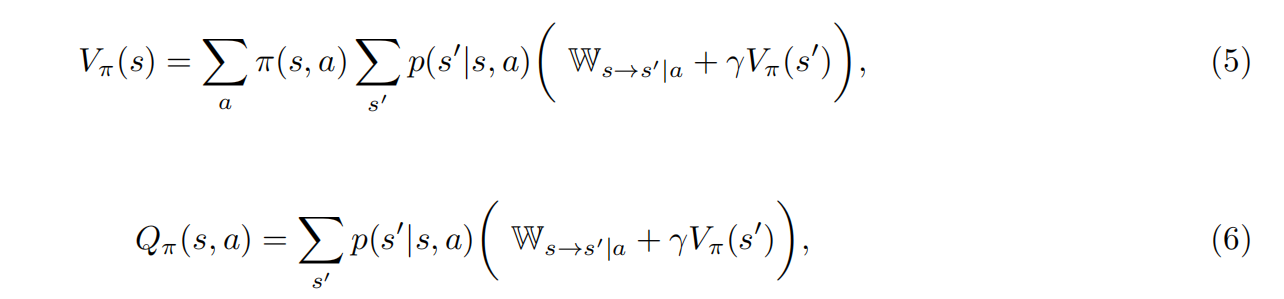 V_π(s) = ∑_a π(s, a) ∑_{s′} p(s′|s, a)( 𝕎_{s→s′|a} + γV_π(s′)), (5)
Q_π(s, a) = ∑_{s′} p(s′|s, a)( 𝕎_{s→s′|a} + γV_π(s′)), (6)